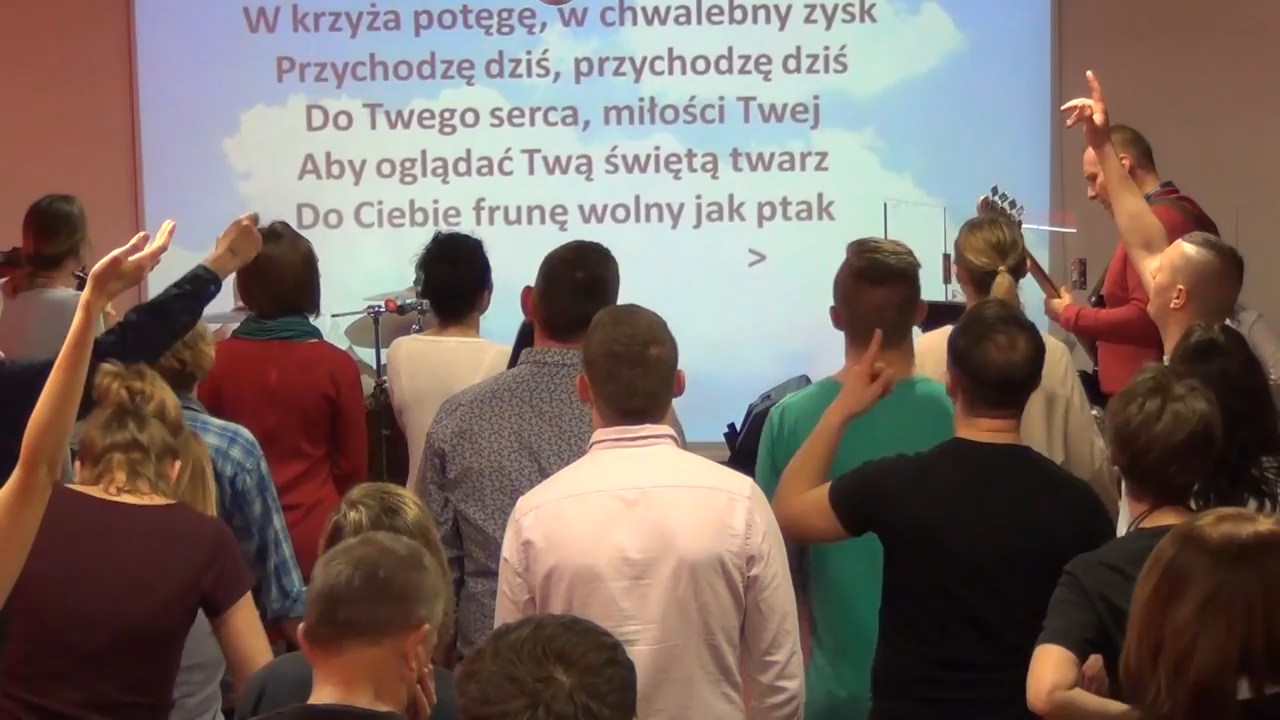 W krzyża potęgę, w chwalebny zysk
Przychodzę dziś, przychodzę dziś
Do Twego serca, miłości Twej
Aby oglądać Twą świętą twarz
Do Ciebie frunę wolny jak ptak
>